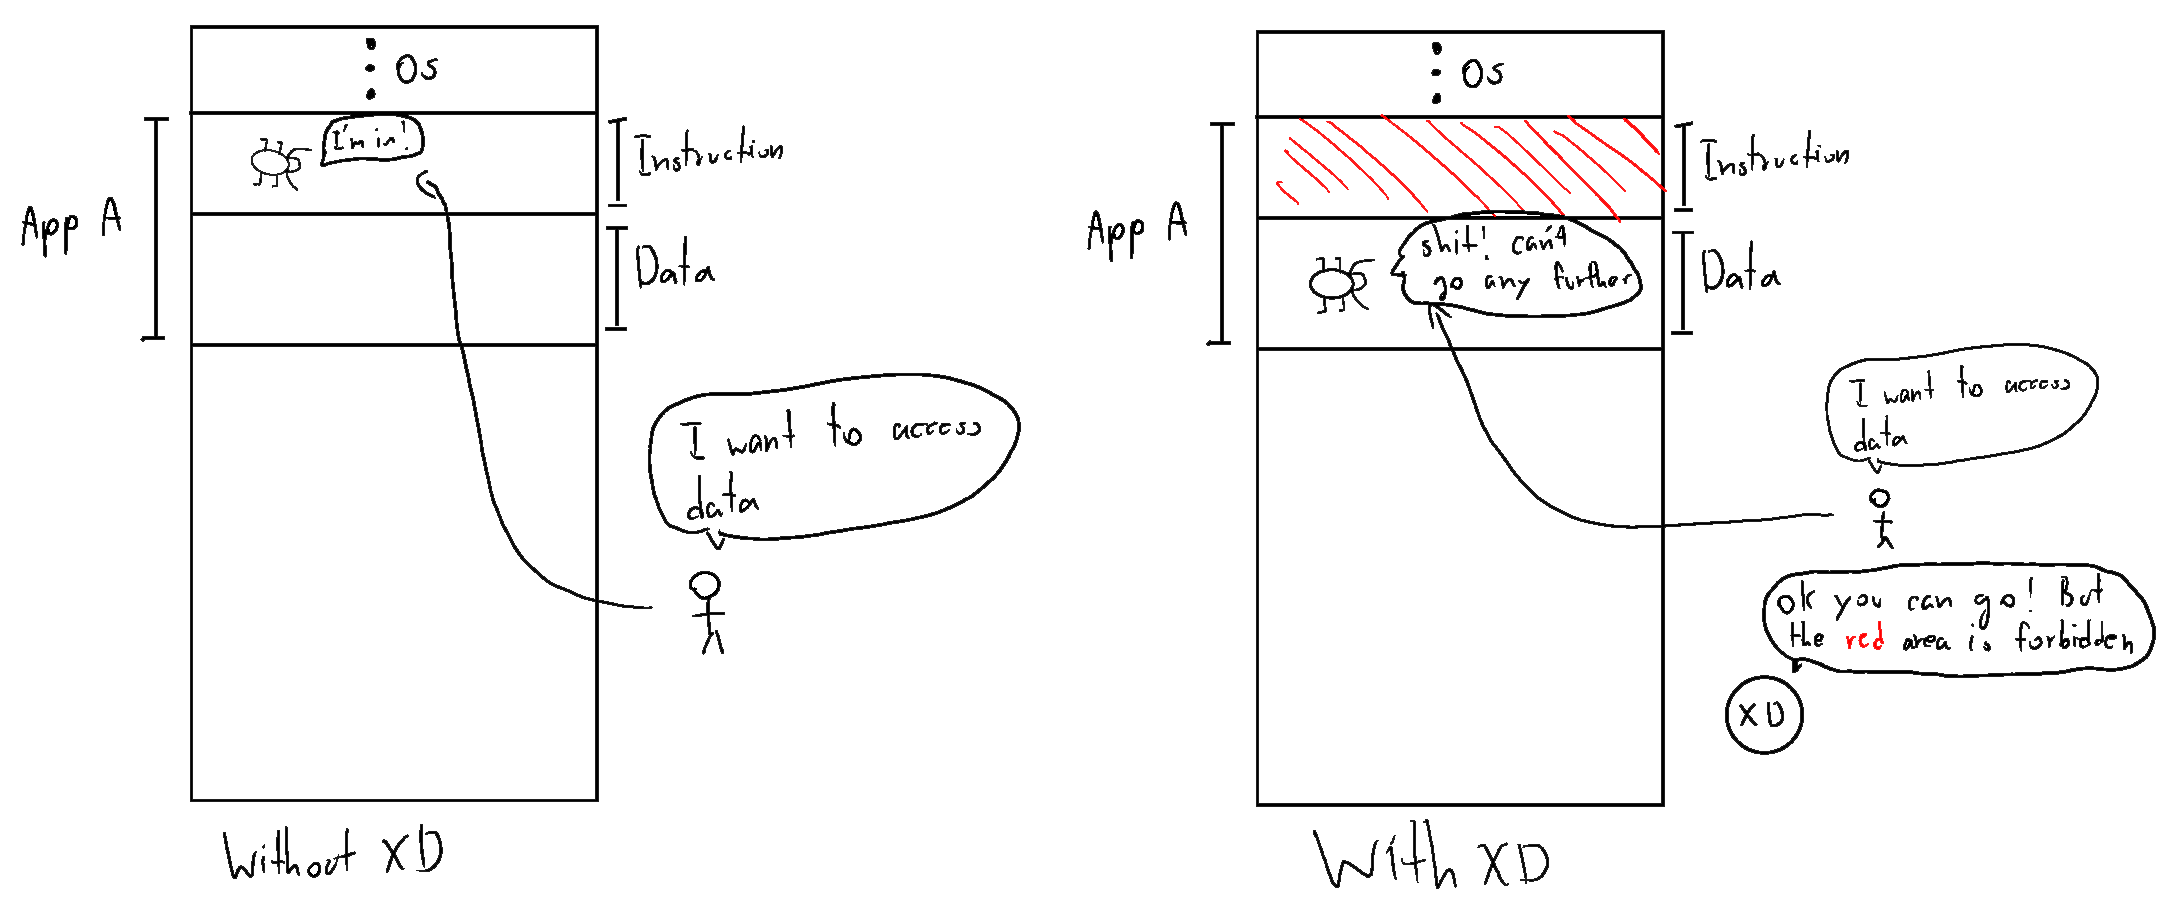 Os
I'm in!
App A
Instruction
Data
I want to access
data
Without XD
Os
App A
Instruction
shit! can't
go any further
Data
I want to access
data
ok you can go! But
the red area is forbidden
XD
With XD